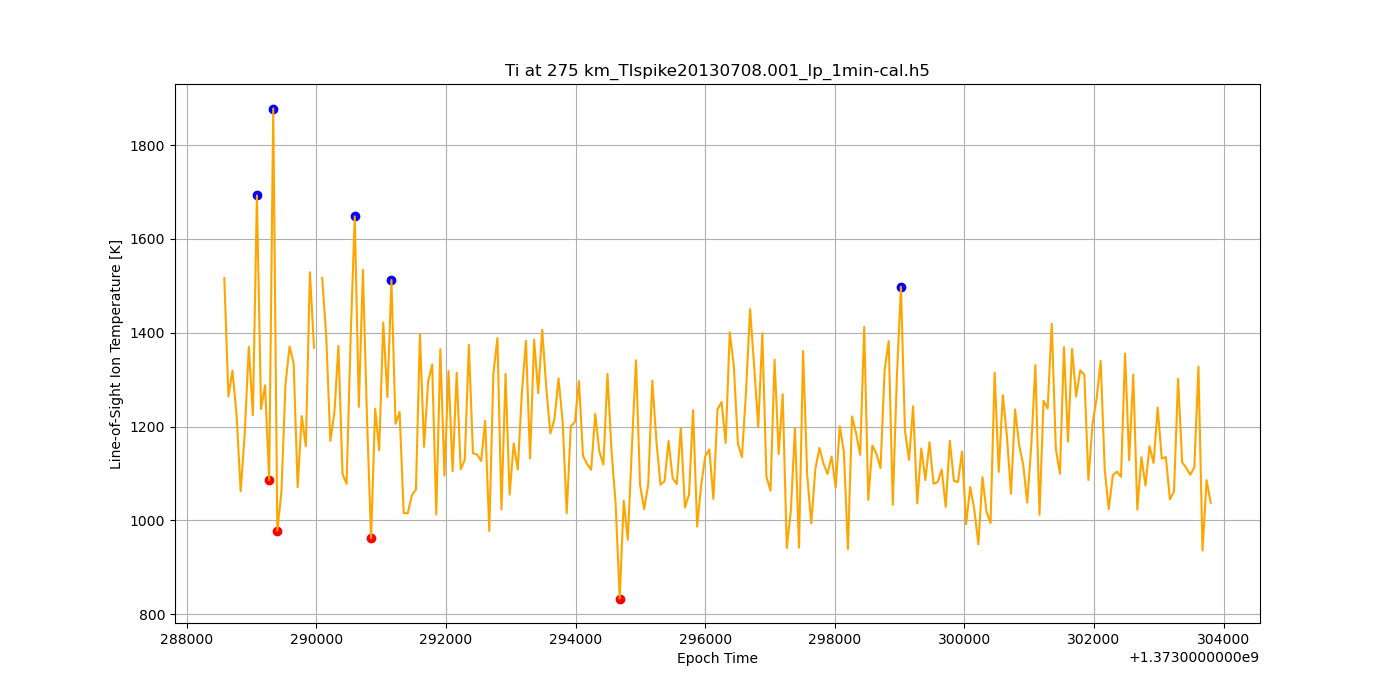 Ti at 275 km_TIspike20130708.001_lp_1min-cal.h5
Line-of-Sight Ion Temperature [K]
1800
1600
1400
1200
1000
800
288000 290000 292000 294000 296000 298000 300000 302000 304000
Epoch Time
+1.3730000000e9